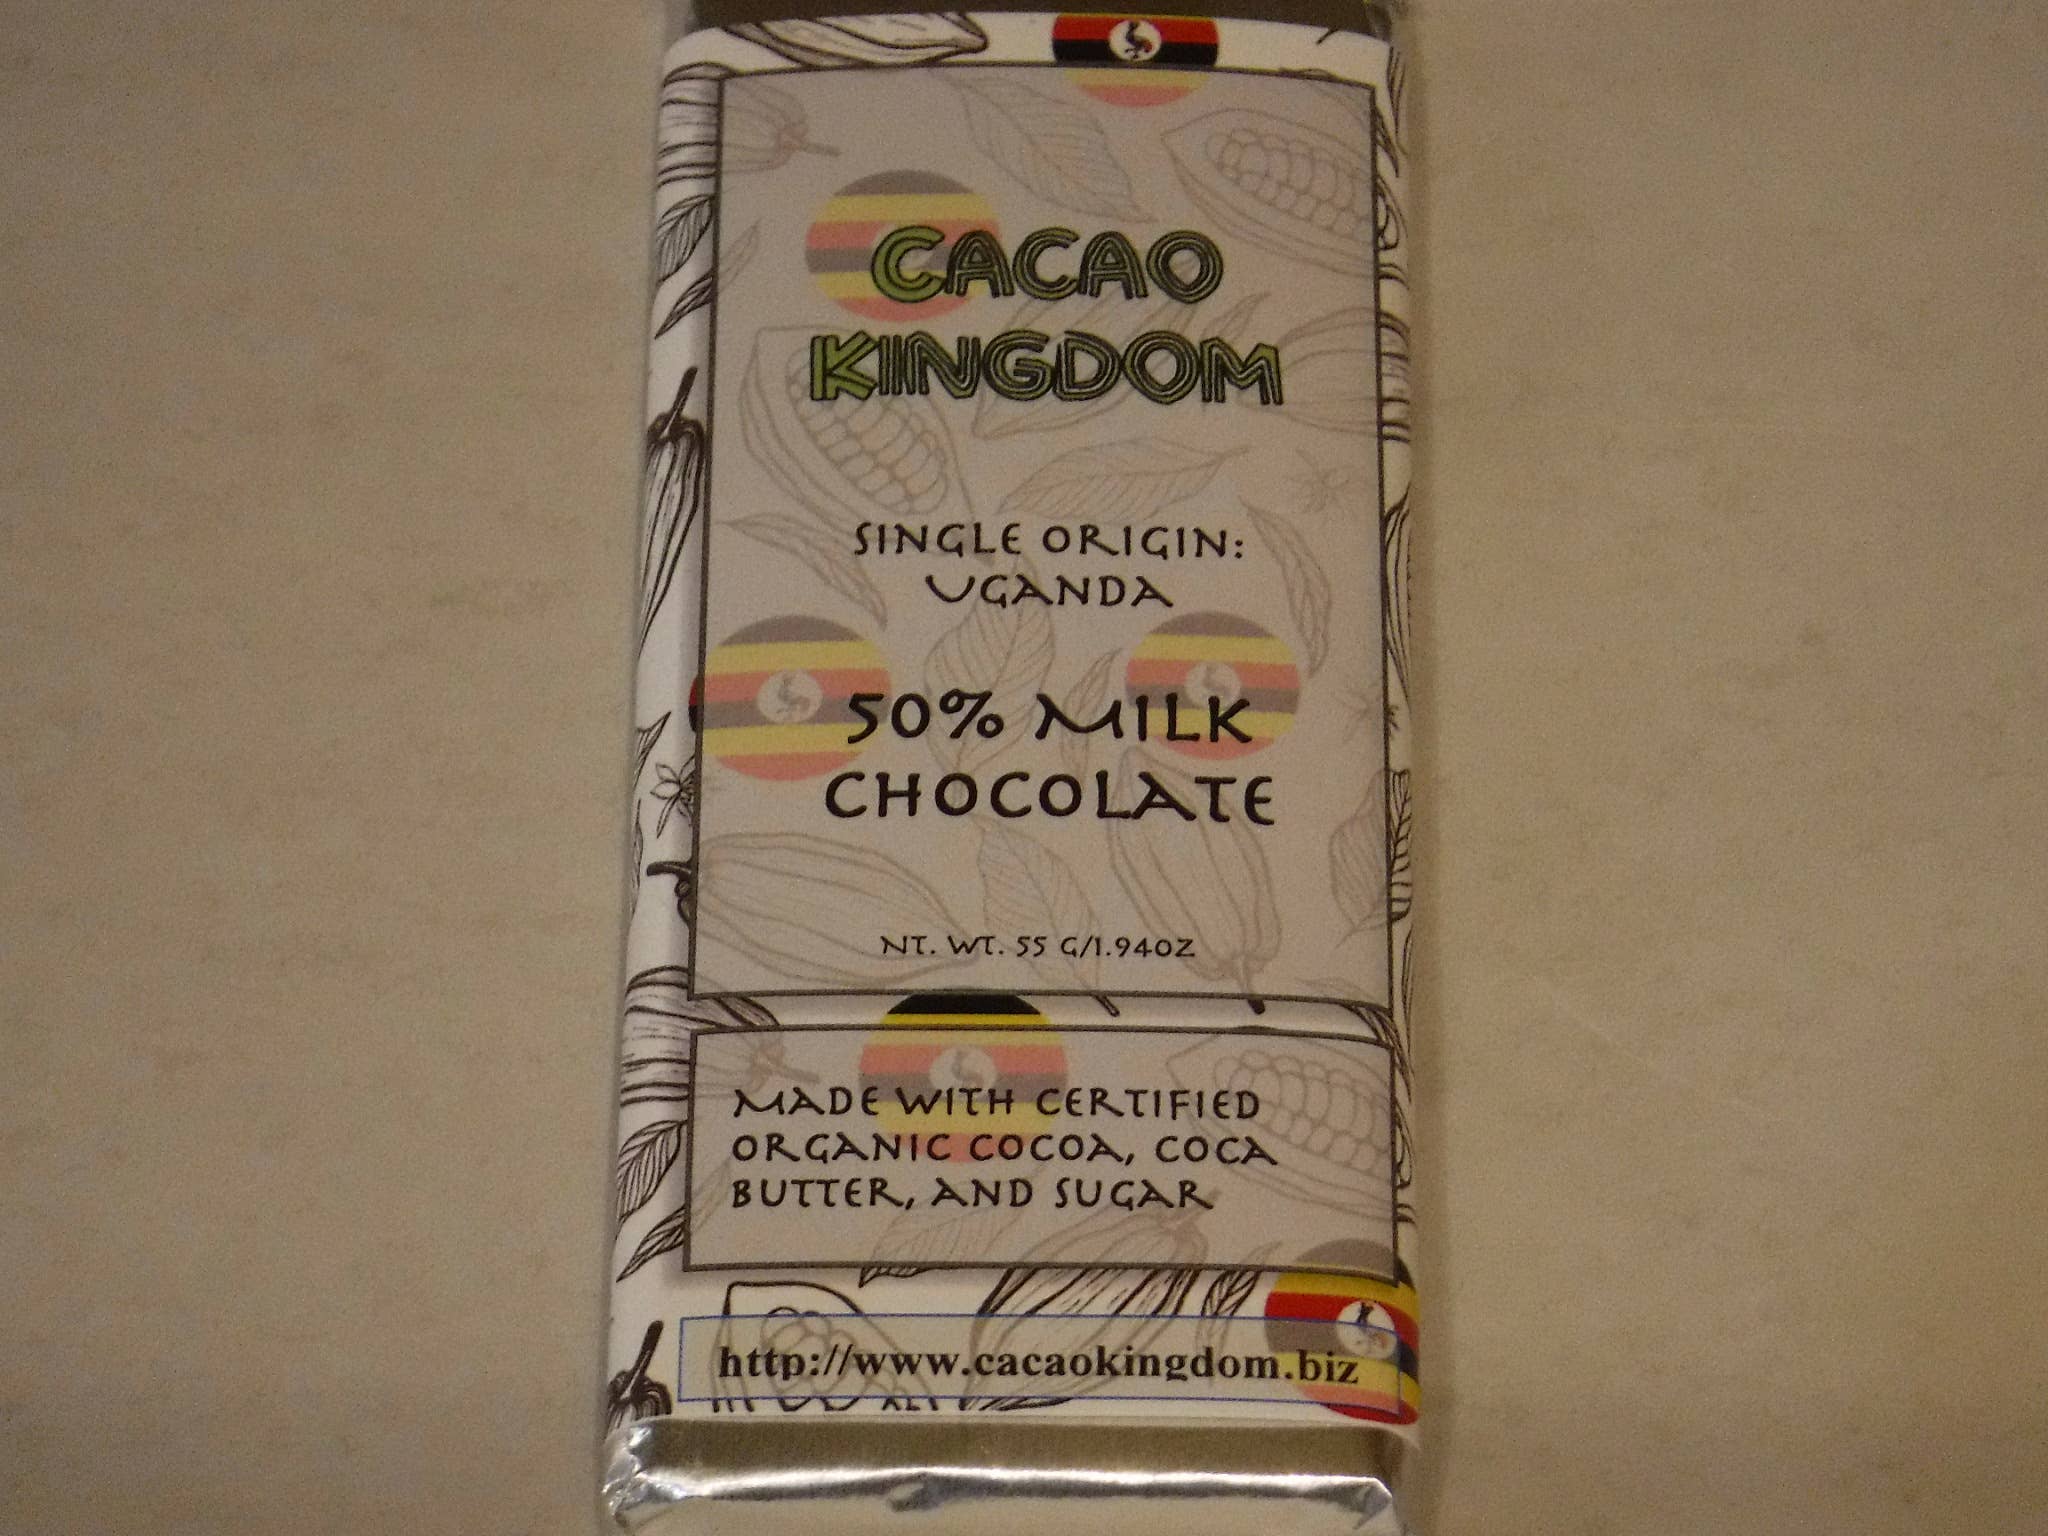 CACAO
KINGDOM
SINGLE ORIGIN:
UGANDA
50% MILK
CHOCOLATE
NT. WT. 55 G/1.94OZ
MADE WITH CERTIFIED
ORGANIC COCOA, COCA
BUTTER, AND SUGAR
http://www.cacaokingdom.biz